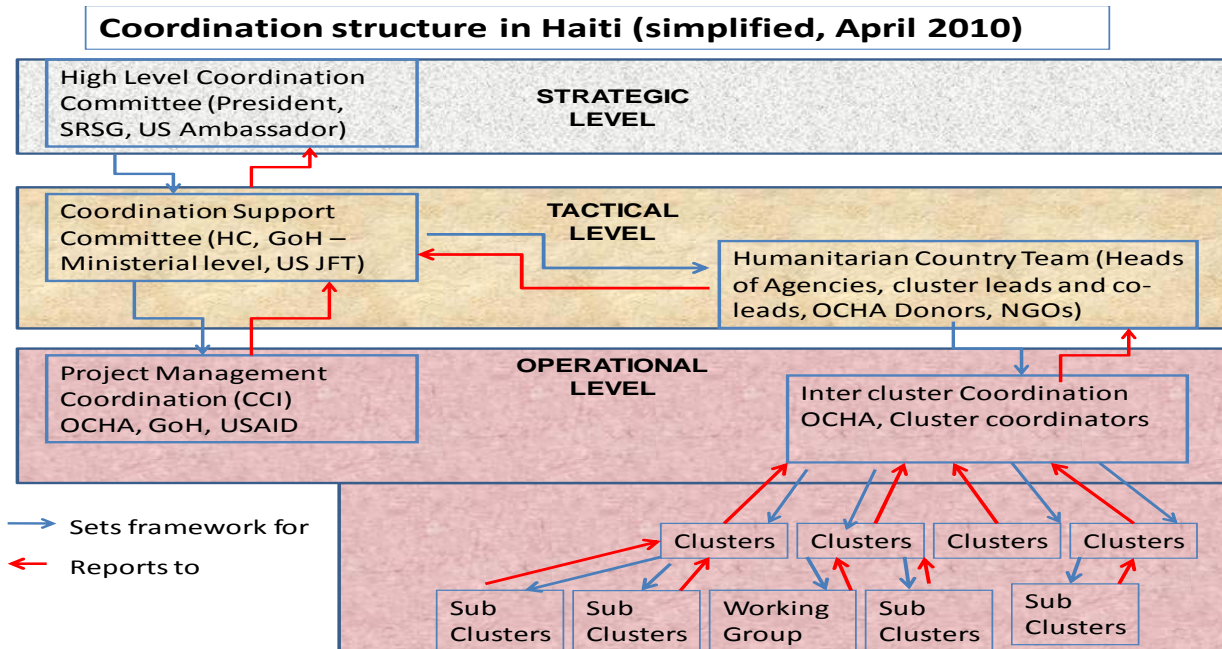 Coordination structure in Haiti (simplified, April 2010)
High Level Coordination
Committee (President,
SRSG, US Ambassador)
STRATEGIC
LEVEL
Coordination Support
Committee (HC, GoH –
Ministerial level, US JFT)
TACTICAL
LEVEL
Humanitarian Country Team (Heads
of Agencies, cluster leads and co-
leads, OCHA Donors, NGOs)
OPERATIONAL
LEVEL
Project Management
Coordination (CCI)
OCHA, GoH, USAID
Inter cluster Coordination
OCHA, Cluster coordinators
Sets framework for
Reports to
Clusters
Clusters
Clusters
Clusters
Sub
Clusters
Sub
Clusters
Working
Group
Sub
Clusters
Sub
Clusters